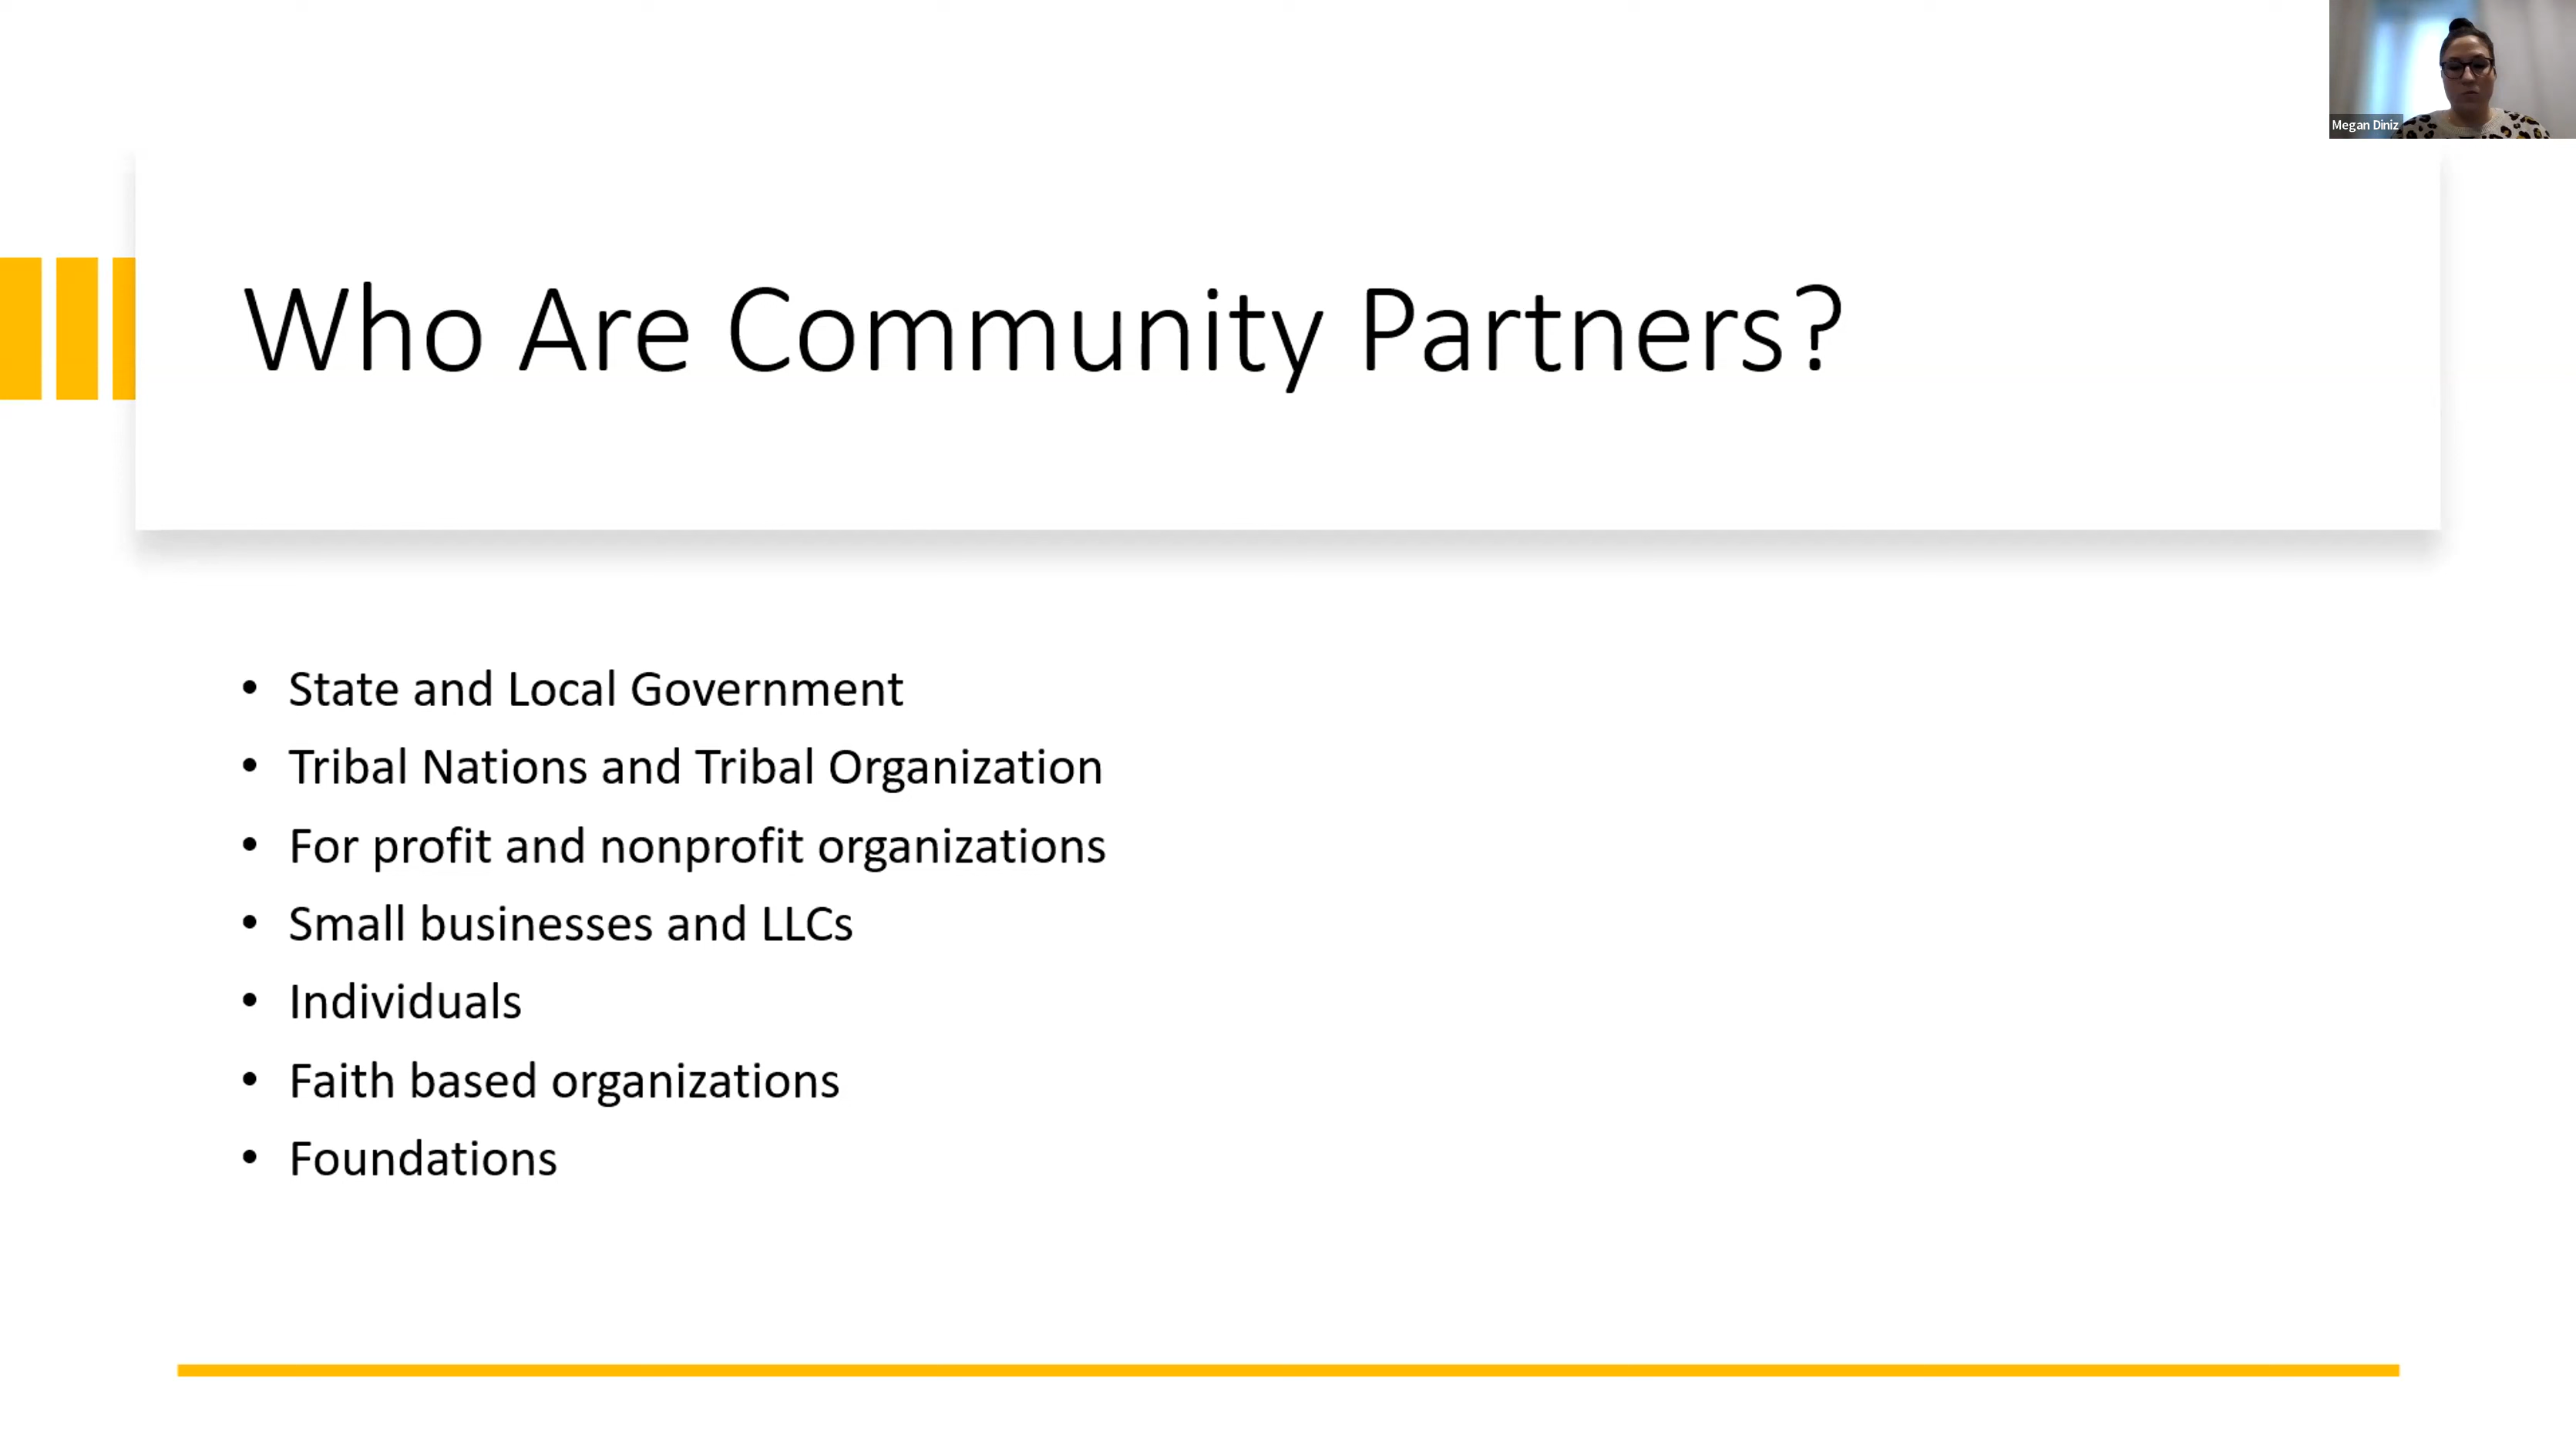 Megan Diniz
Who Are Community Partners?
• State and Local Government
• Tribal Nations and Tribal Organization
• For profit and nonprofit organizations
• Small businesses and LLCs
• Individuals
• Faith based organizations
• Foundations